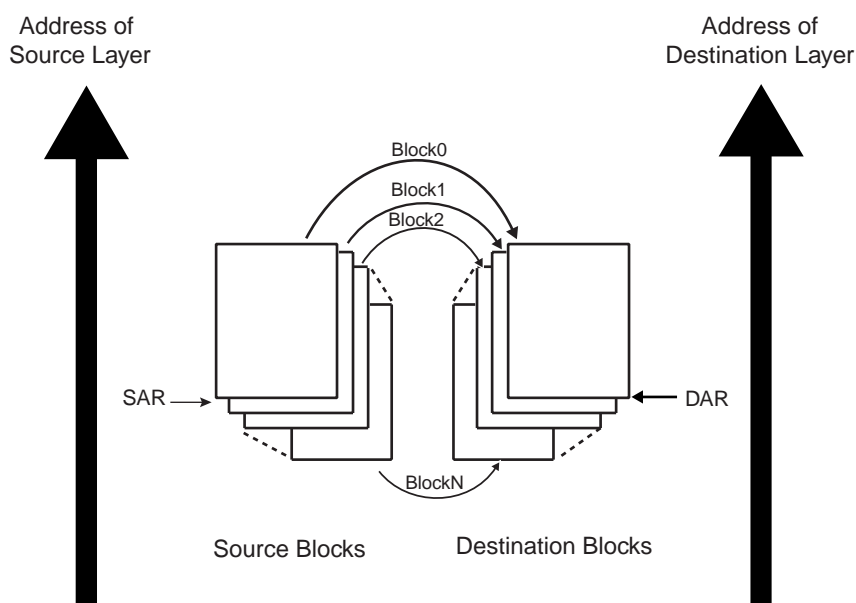 Address of
Source Layer
Address of
Destination Layer
Block0
Block1
Block2
SAR
DAR
BlockN
Source Blocks
Destination Blocks